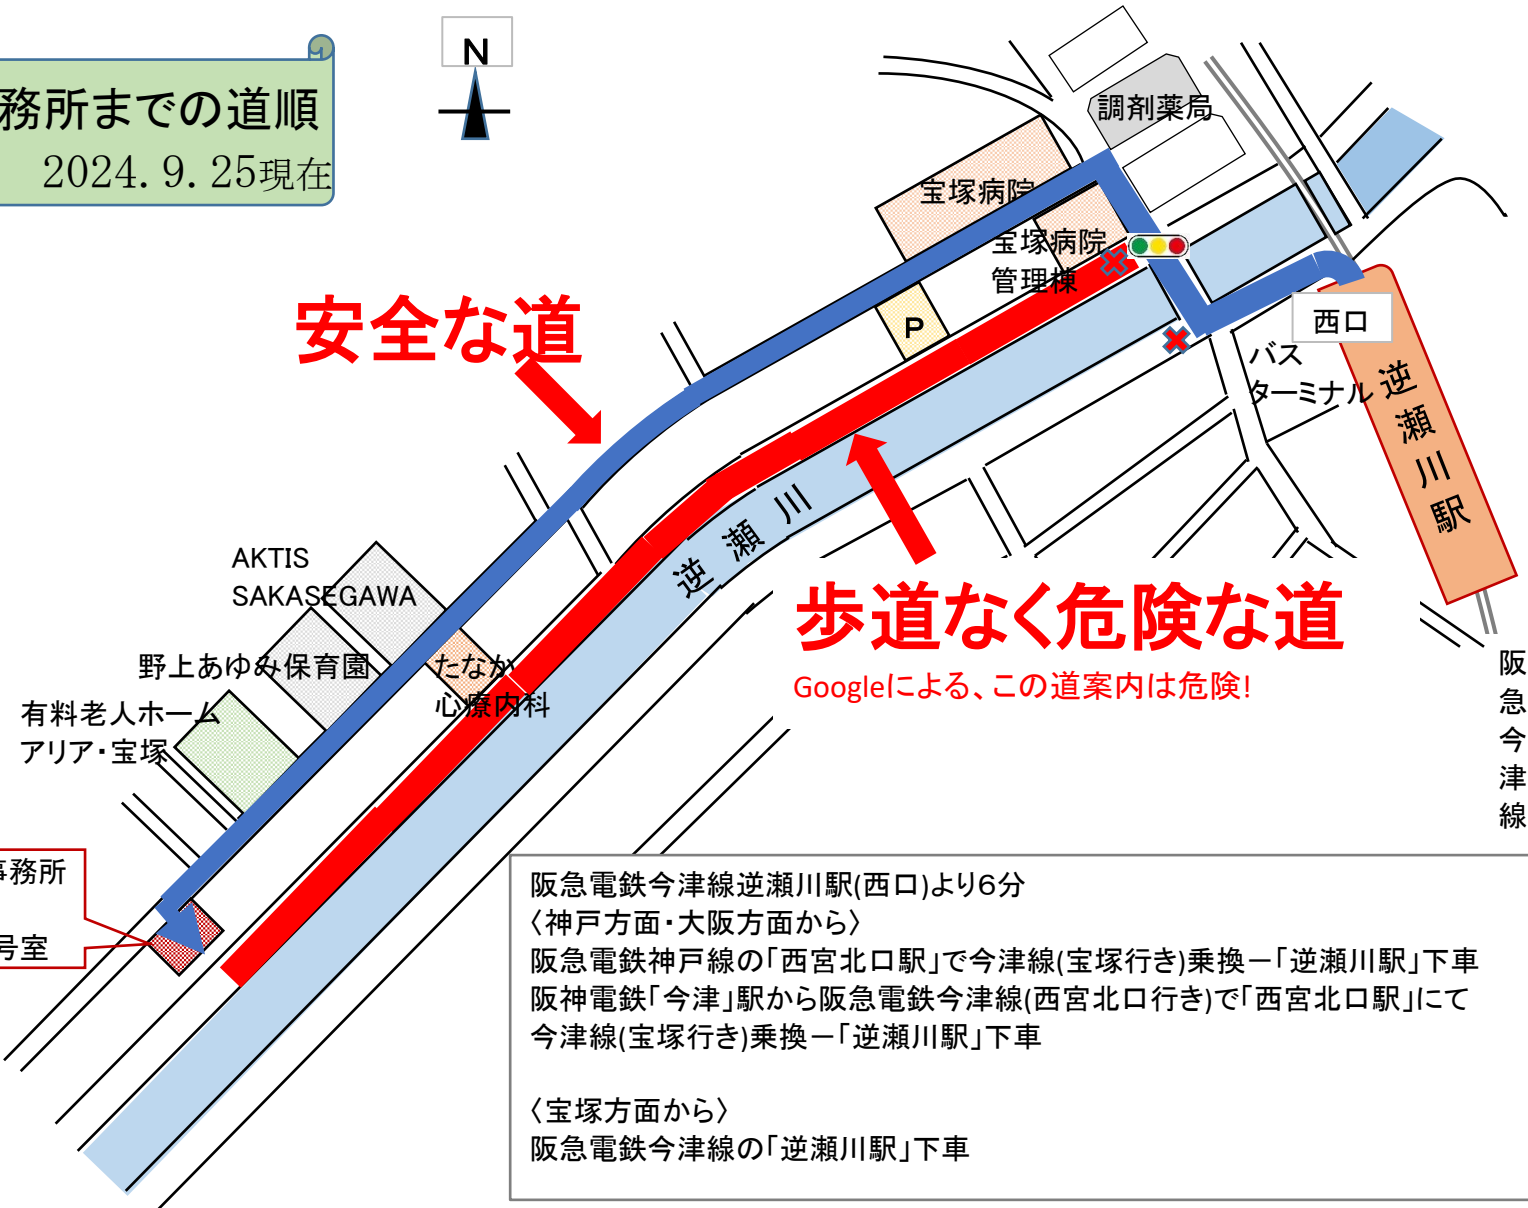 務所までの道順
2024.9.25現在
N
調剤薬局
宝塚病院
宝塚病院
管理棟
P
西口
バス
ターミナル
逆瀬川駅
安全な道
逆瀬川
歩道なく危険な道
Googleによる、この道案内は危険!
AKTIS
SAKASEGAWA
野上あゆみ保育園
たなか
心療内科
有料老人ホーム
アリア・宝塚
阪急今津線
事務所
号室
阪急電鉄今津線逆瀬川駅(西口)より6分
〈神戸方面・大阪方面から〉
阪急電鉄神戸線の「西宮北口駅」で今津線(宝塚行き)乗換ー「逆瀬川駅」下車
阪神電鉄「今津」駅から阪急電鉄今津線(西宮北口行き)で「西宮北口駅」にて
今津線(宝塚行き)乗換ー「逆瀬川駅」下車
〈宝塚方面から〉
阪急電鉄今津線の「逆瀬川駅」下車